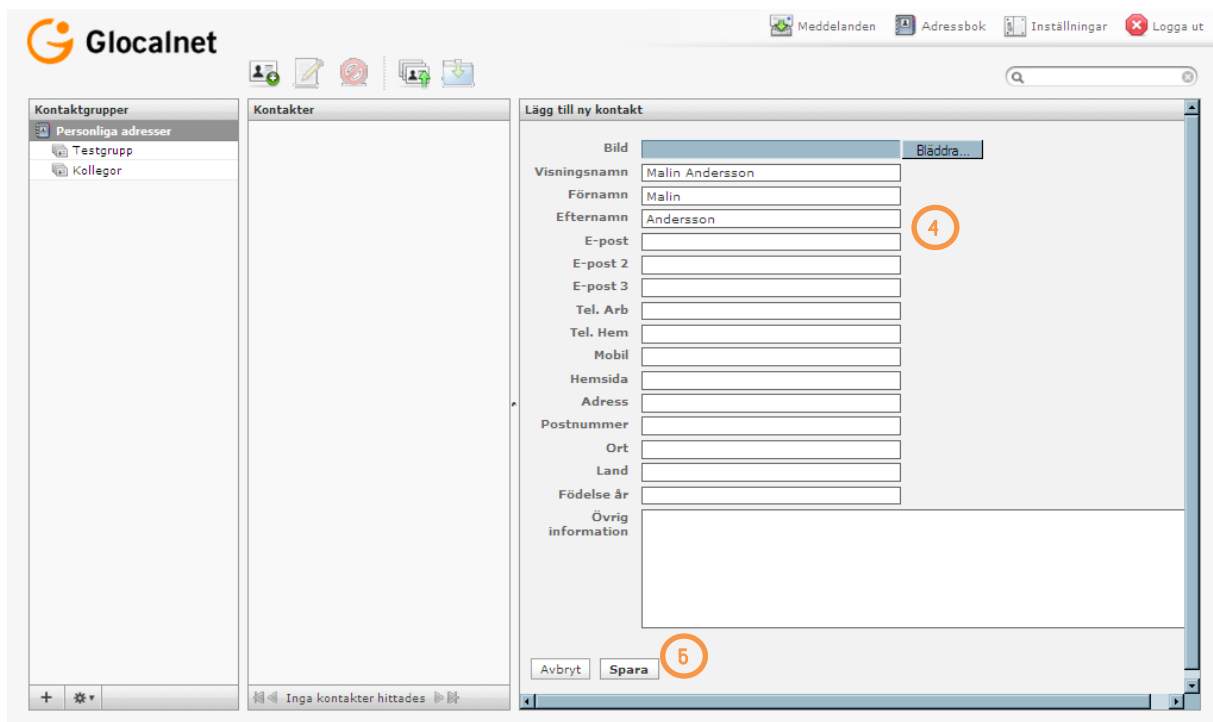 Glocalnet
Meddelanden
Adressbok
Inställningar
Logga ut
Kontaktgrupper
Personliga adresser
Testgrupp
Kollegor
Kontakter
Inga kontakter hittades
Lägg till ny kontakt
Bild
Bläddra...
Visningsnamn Malin Andersson
Förnamn Malin
Efternamn Andersson
4
E-post
E-post 2
E-post 3
Tel. Arb
Tel. Hem
Mobil
Hemsida
Adress
Postnummer
Ort
Land
Födelse år
Övrig
information
Avbryt Spara
5